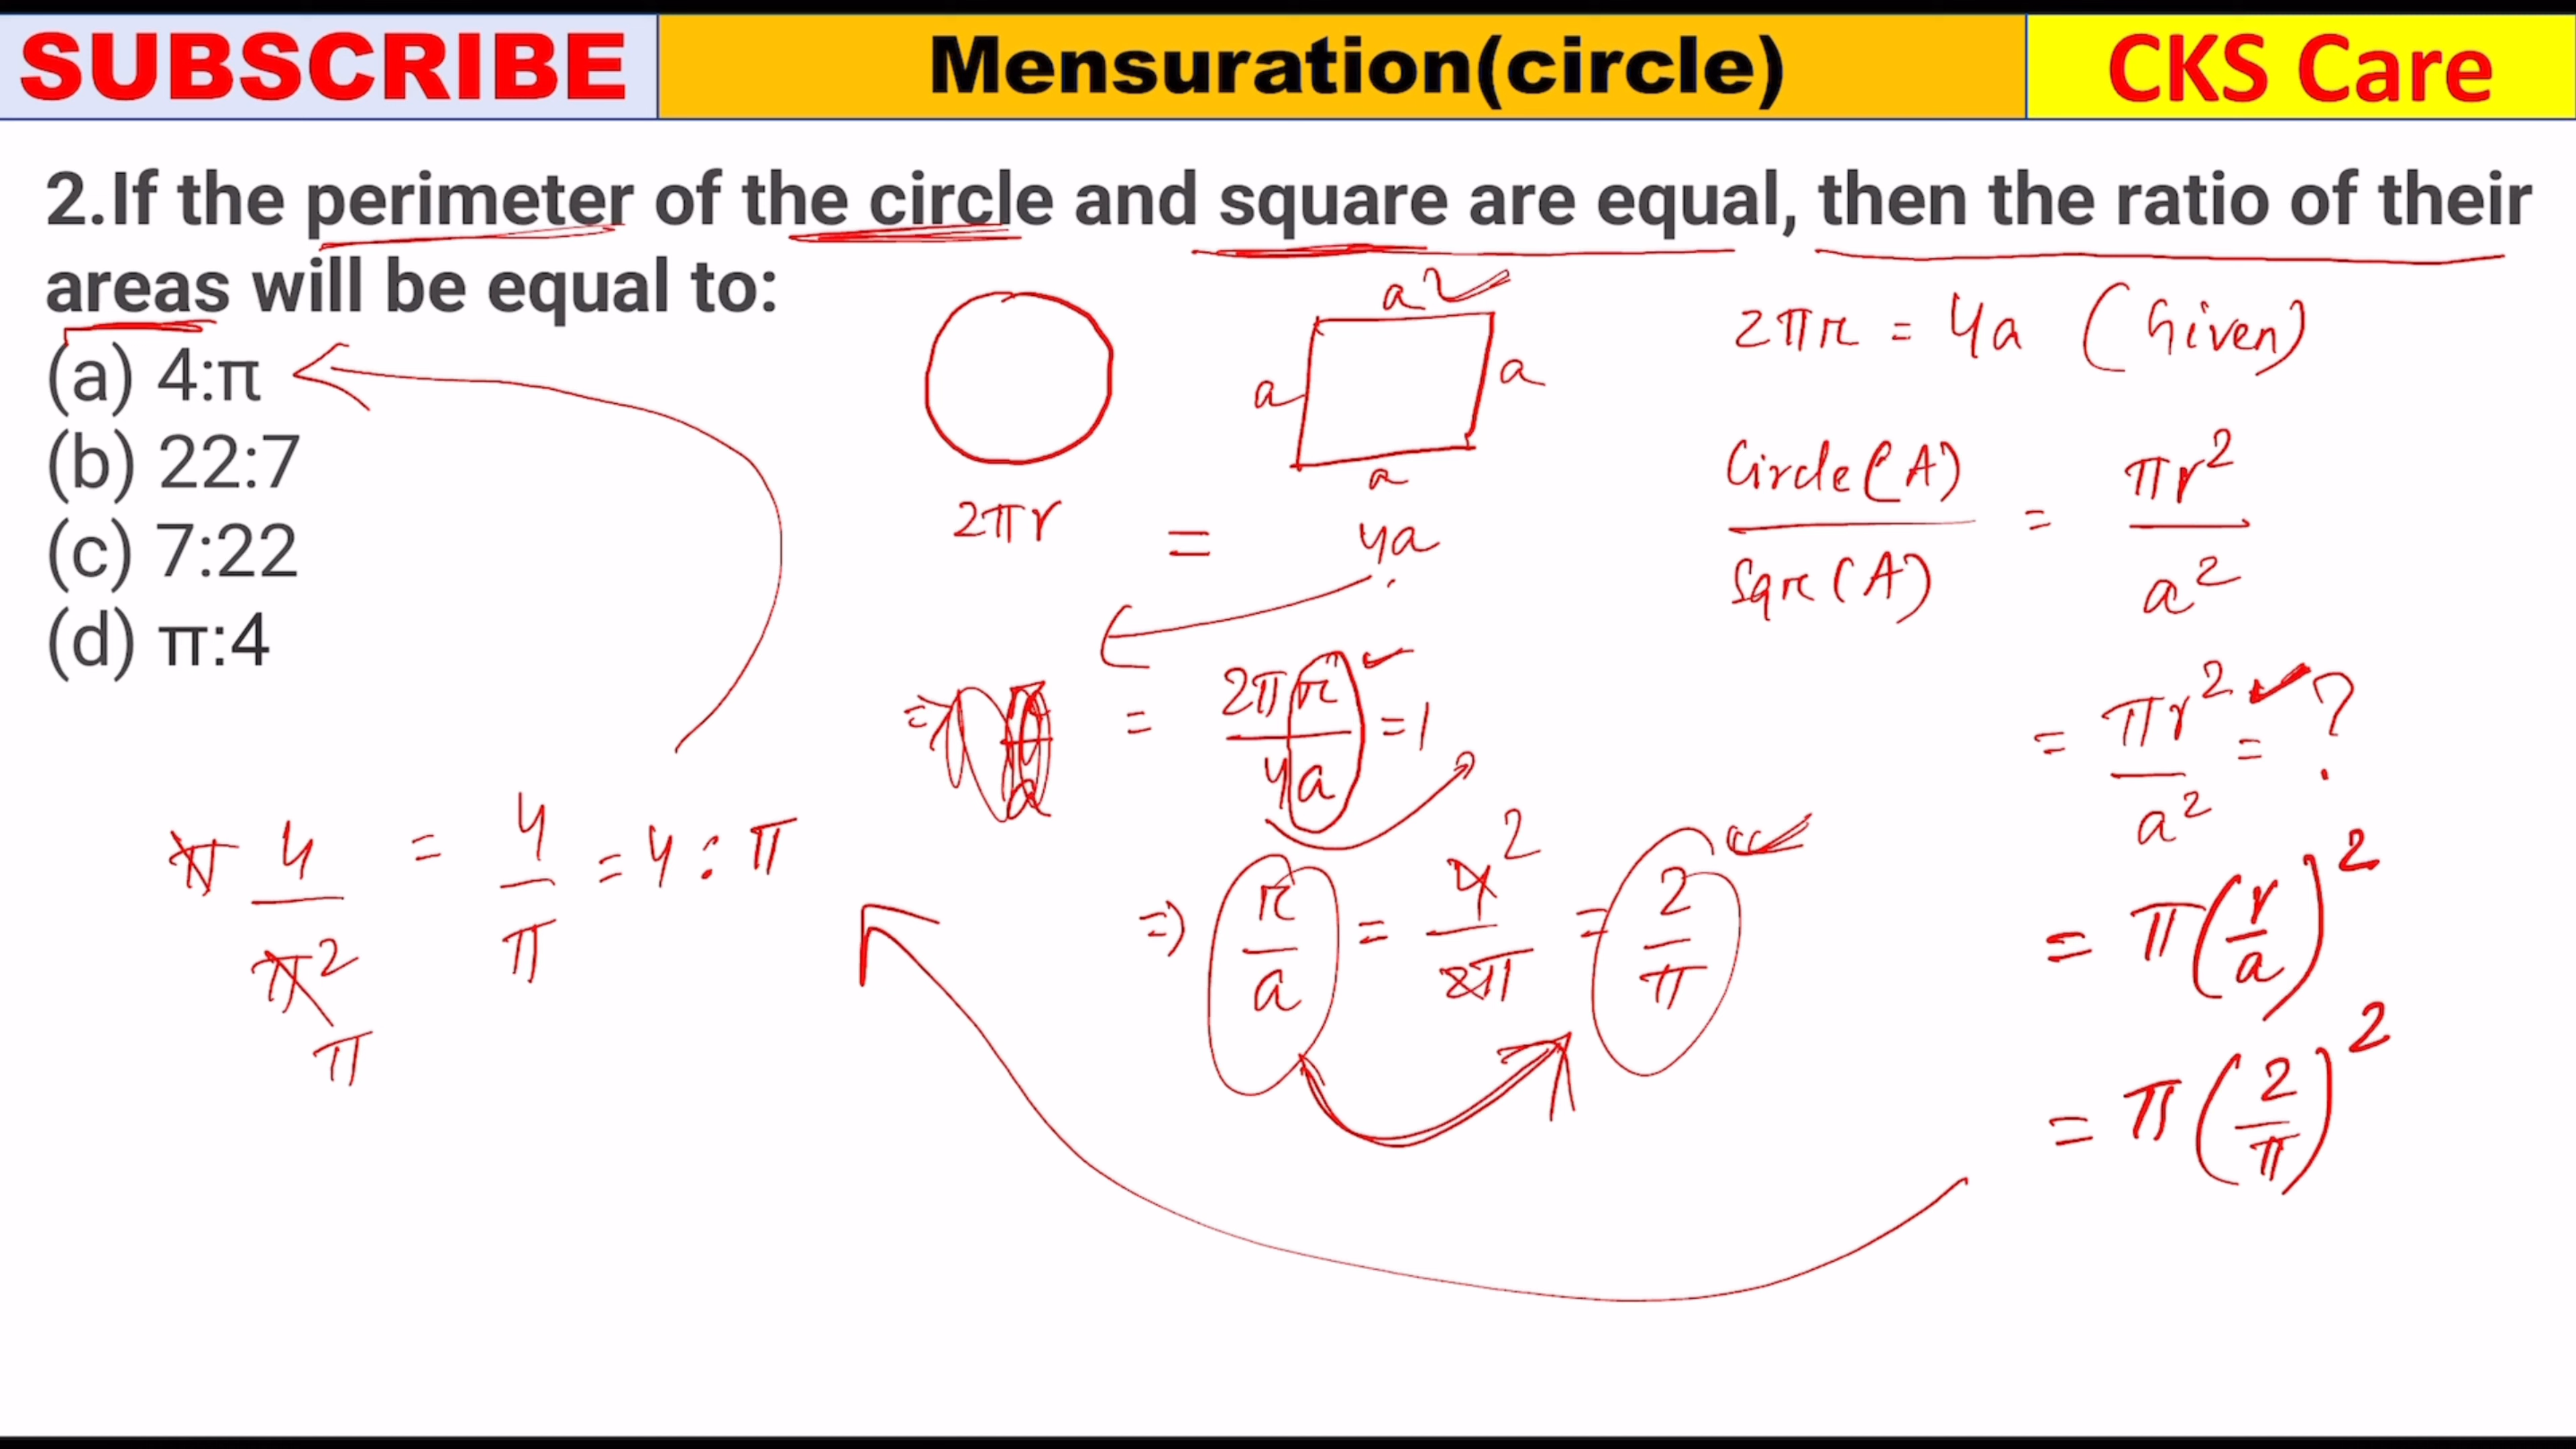 SUBSCRIBE Mensuration(circle) CKS Care
2.If the perimeter of the circle and square are equal, then the ratio of their
areas will be equal to:
(a) 4:π
(b) 22:7
(c) 7:22
(d) π:4
a²
a
a
a
2πr = 4a
2πr = 4a (Given)
Circle(A) / Sqr(A) = πr² / a²
= πr² / a² = ?
= π(r/a)²
= π(2/π)²
⇒ = 2πr / 4a = 1
⇒ r/a = 4² / 2π = 2/π
π 4 / π² π = 4/π = 4 : π